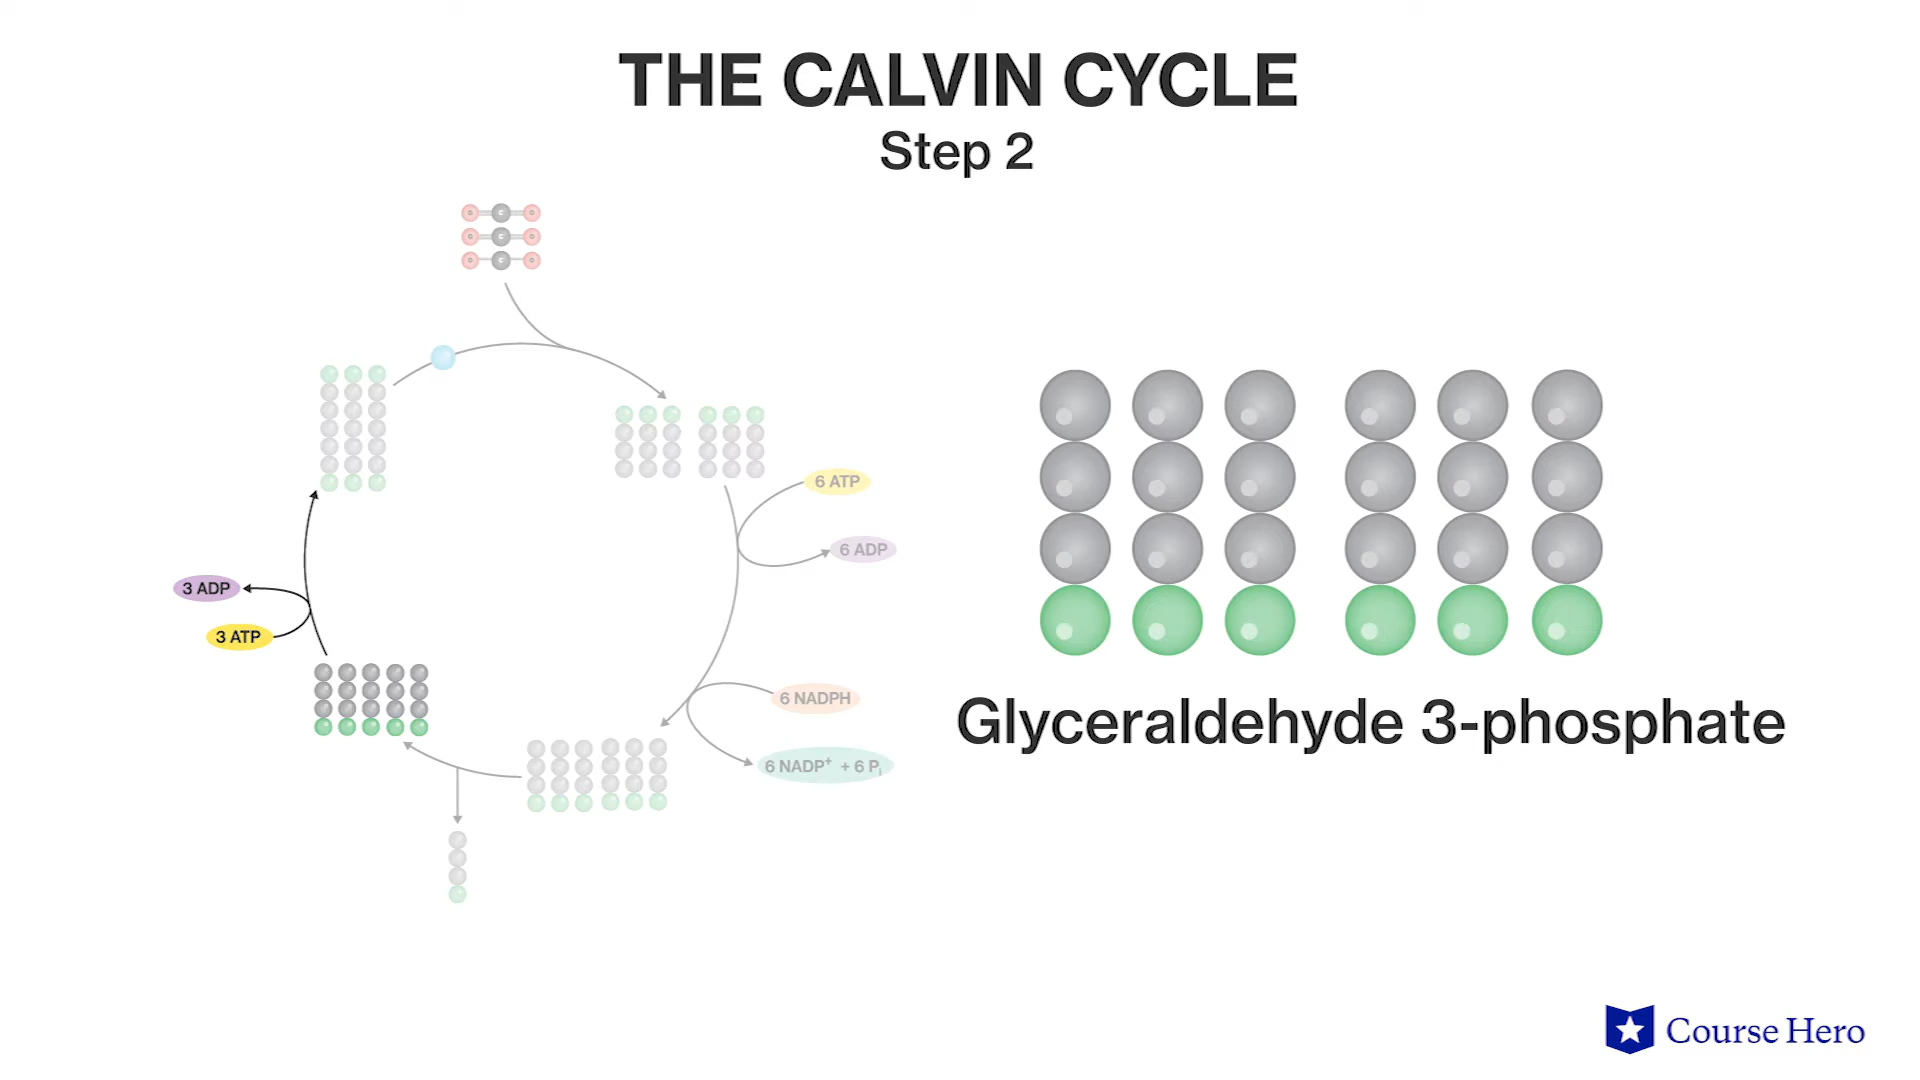 THE CALVIN CYCLE
Step 2
6 ATP
6 ADP
3 ADP
3 ATP
6 NADPH
6 NADP⁺ + 6 Pᵢ
Glyceraldehyde 3-phosphate
Course Hero